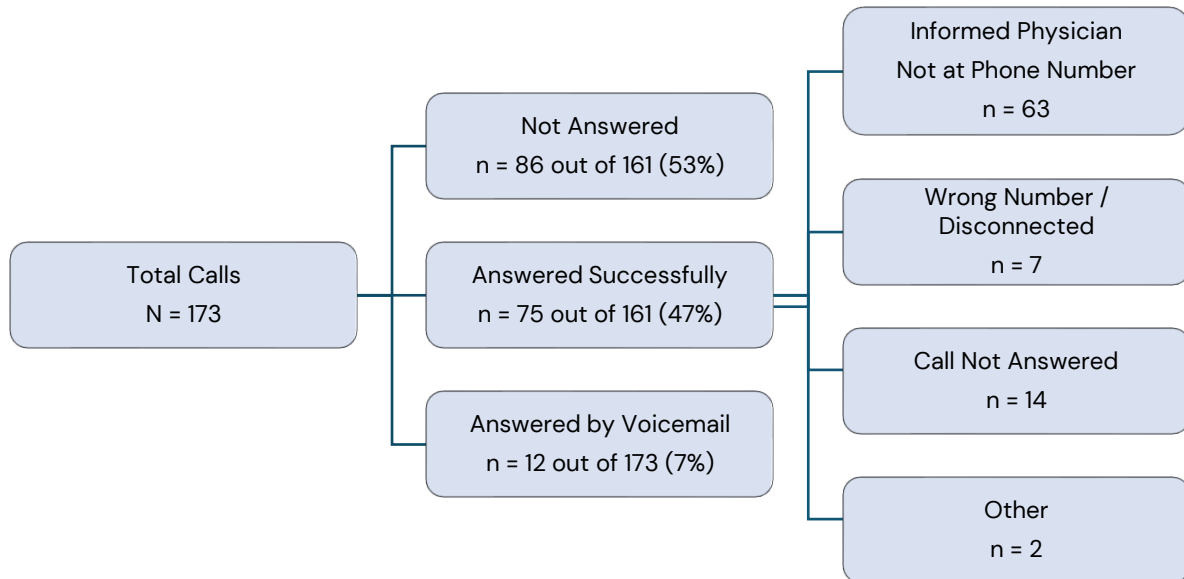 Total Calls
N = 173
Not Answered
n = 86 out of 161 (53%)
Answered Successfully
n = 75 out of 161 (47%)
Answered by Voicemail
n = 12 out of 173 (7%)
Informed Physician
Not at Phone Number
n = 63
Wrong Number /
Disconnected
n = 7
Call Not Answered
n = 14
Other
n = 2